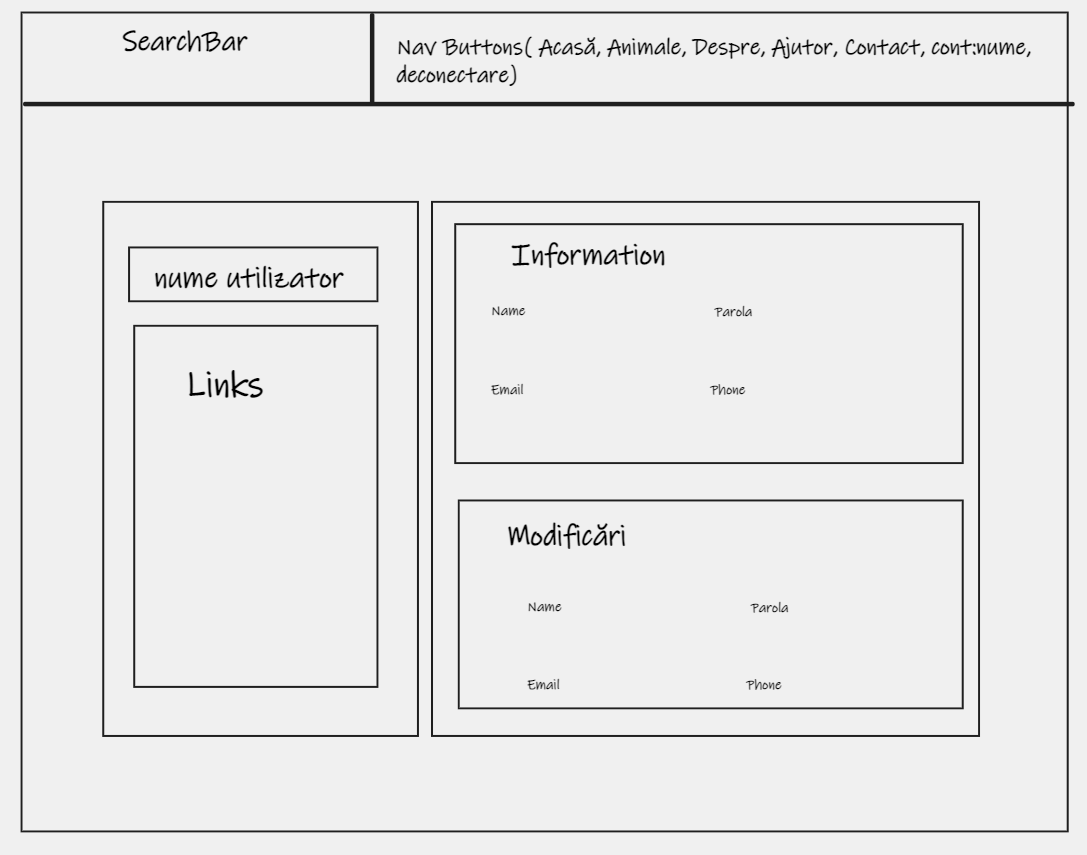 SearchBar
Nav Buttons( Acasă, Animale, Despre, Ajutor, Contact, cont:nume,
deconectare)
nume utilizator
Links
Information
Name Parola
Email Phone
Modificări
Name Parola
Email Phone